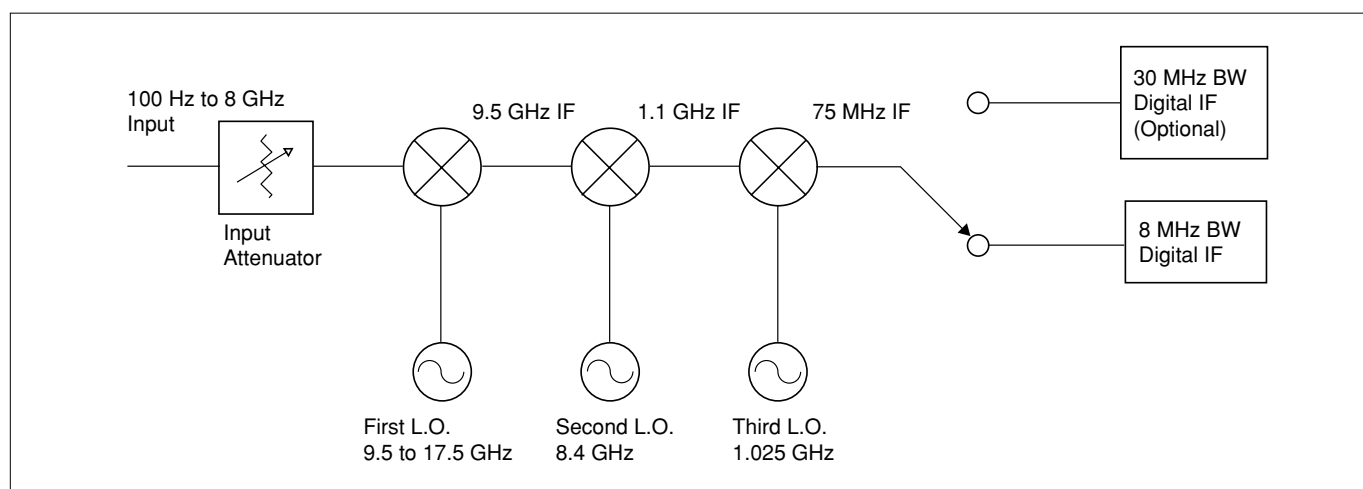 100 Hz to 8 GHz
Input
Input
Attenuator
9.5 GHz IF
1.1 GHz IF
75 MHz IF
30 MHz BW
Digital IF
(Optional)
8 MHz BW
Digital IF
First L.O.
9.5 to 17.5 GHz
Second L.O.
8.4 GHz
Third L.O.
1.025 GHz